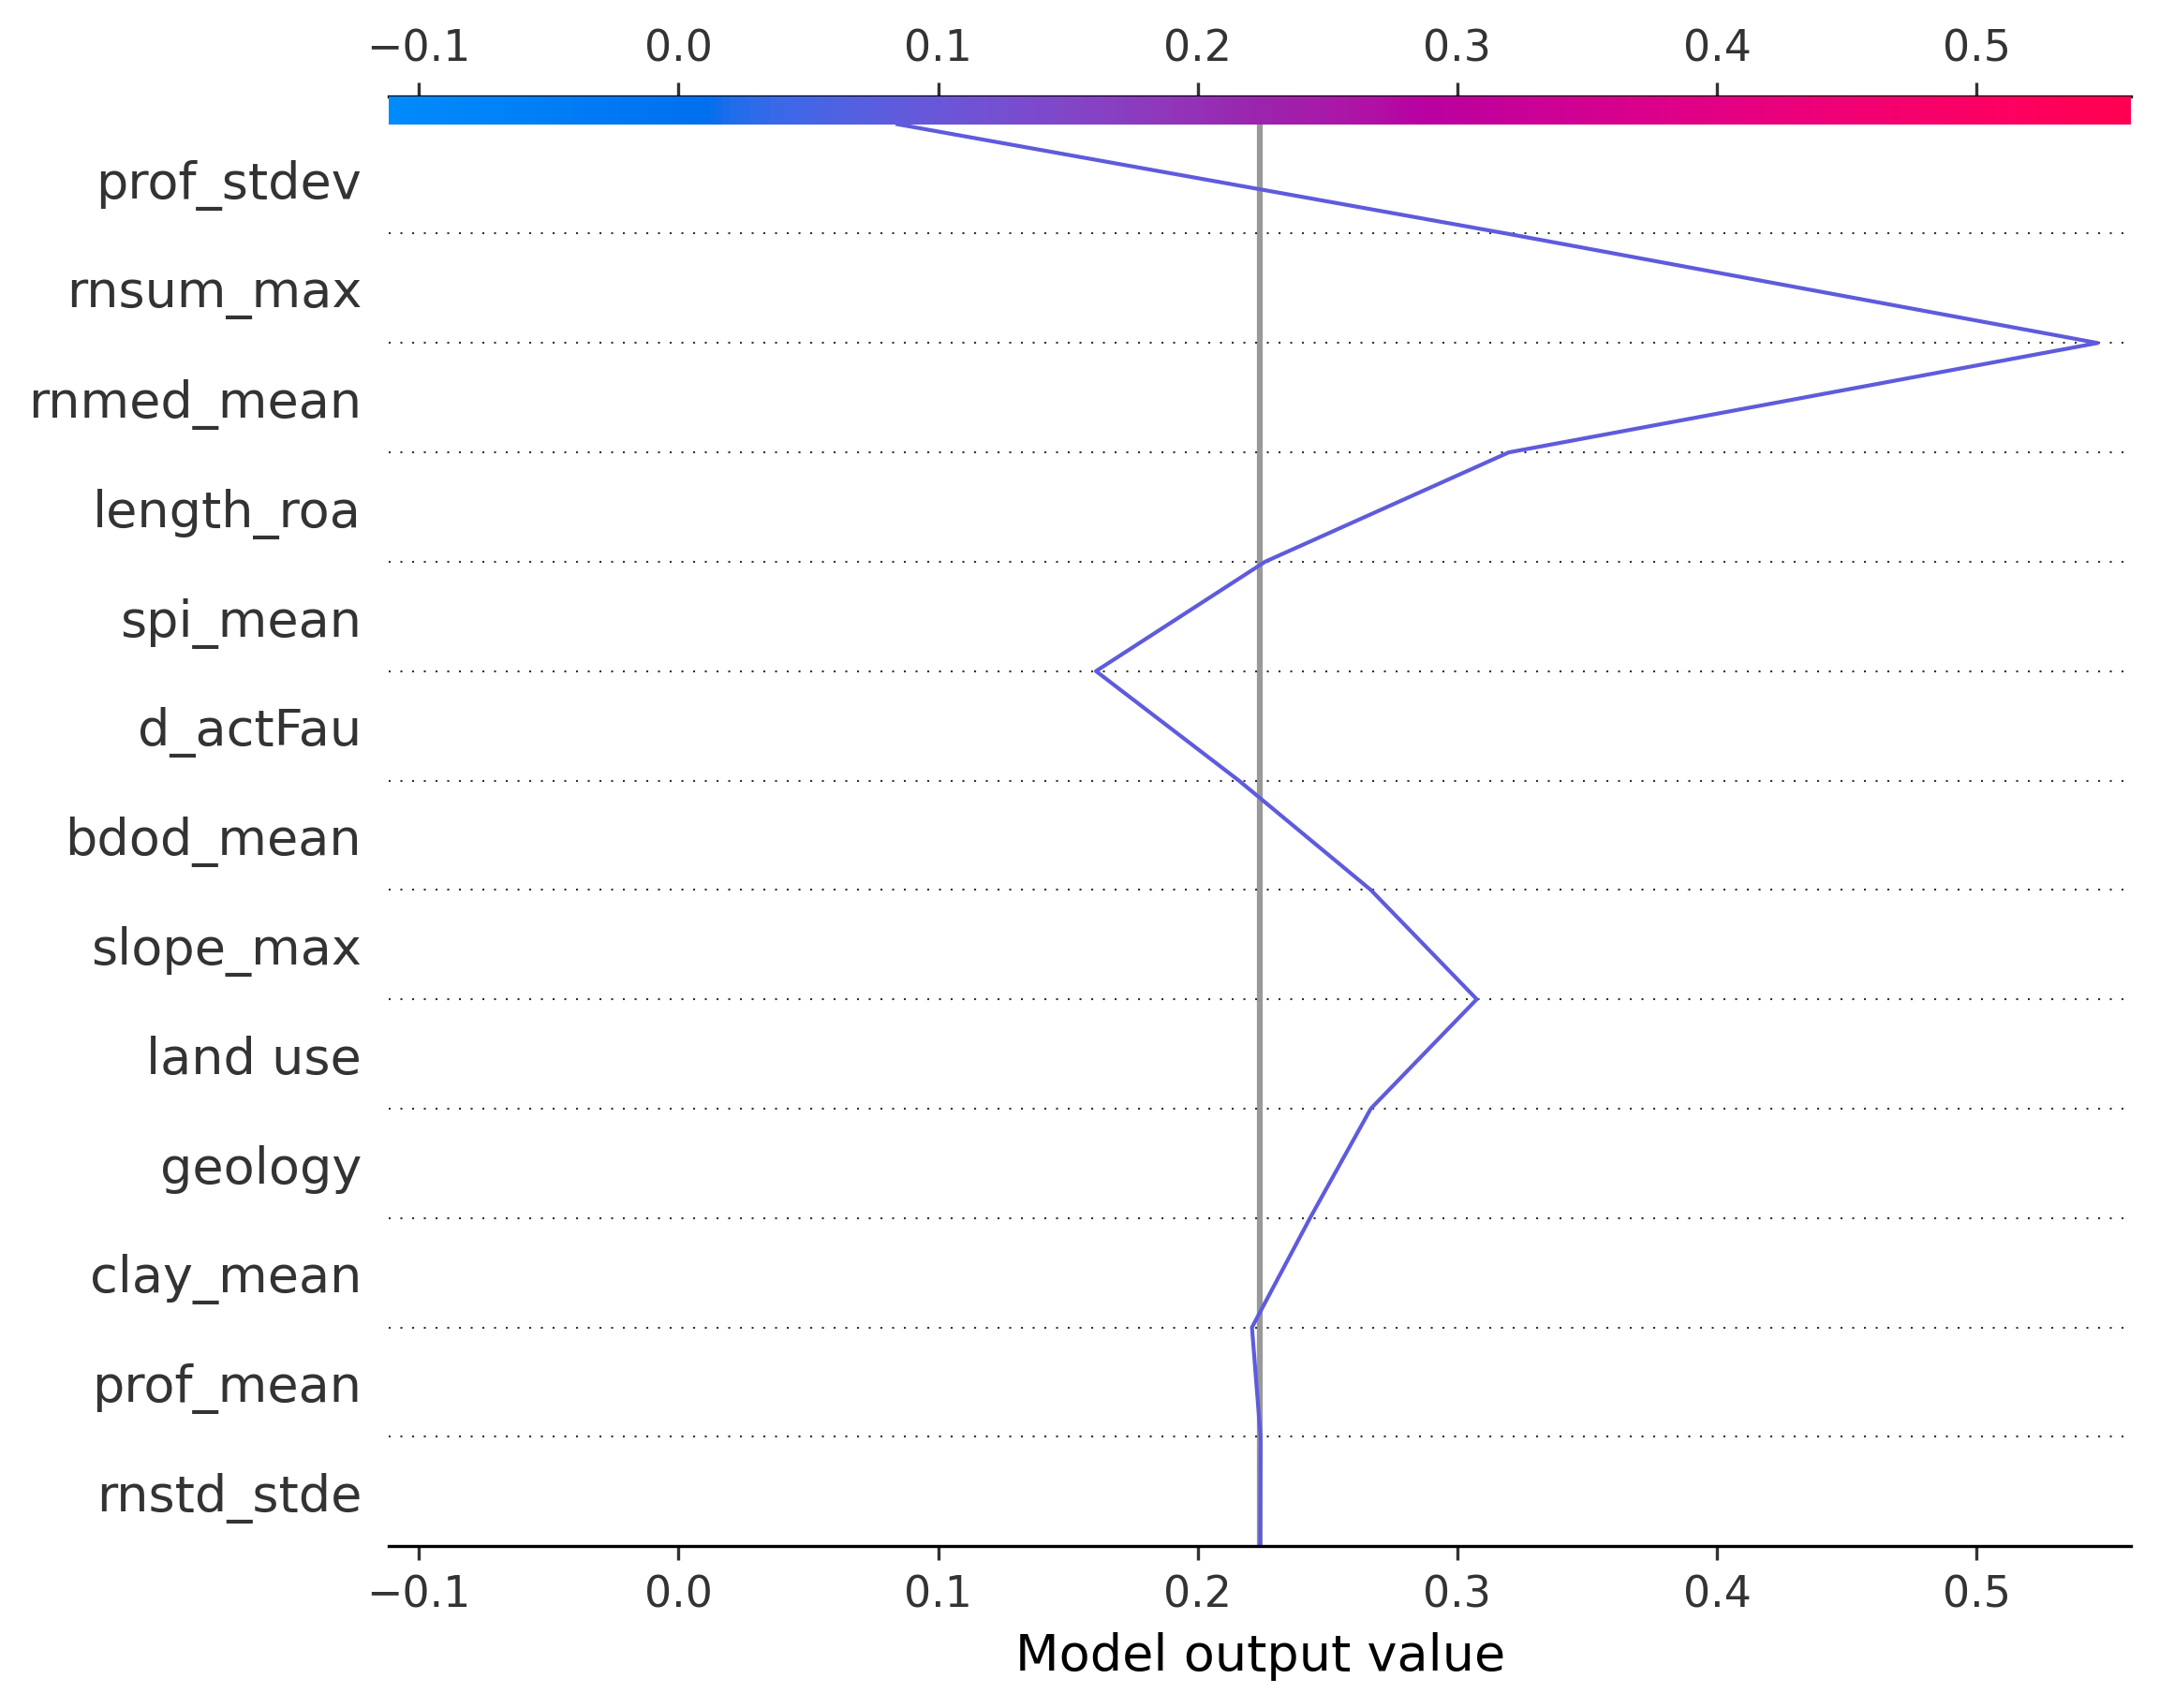 −0.1 0.0 0.1 0.2 0.3 0.4 0.5
prof_stdev
rnsum_max
rnmed_mean
length_roa
spi_mean
d_actFau
bdod_mean
slope_max
land use
geology
clay_mean
prof_mean
rnstd_stde
−0.1 0.0 0.1 0.2 0.3 0.4 0.5
Model output value